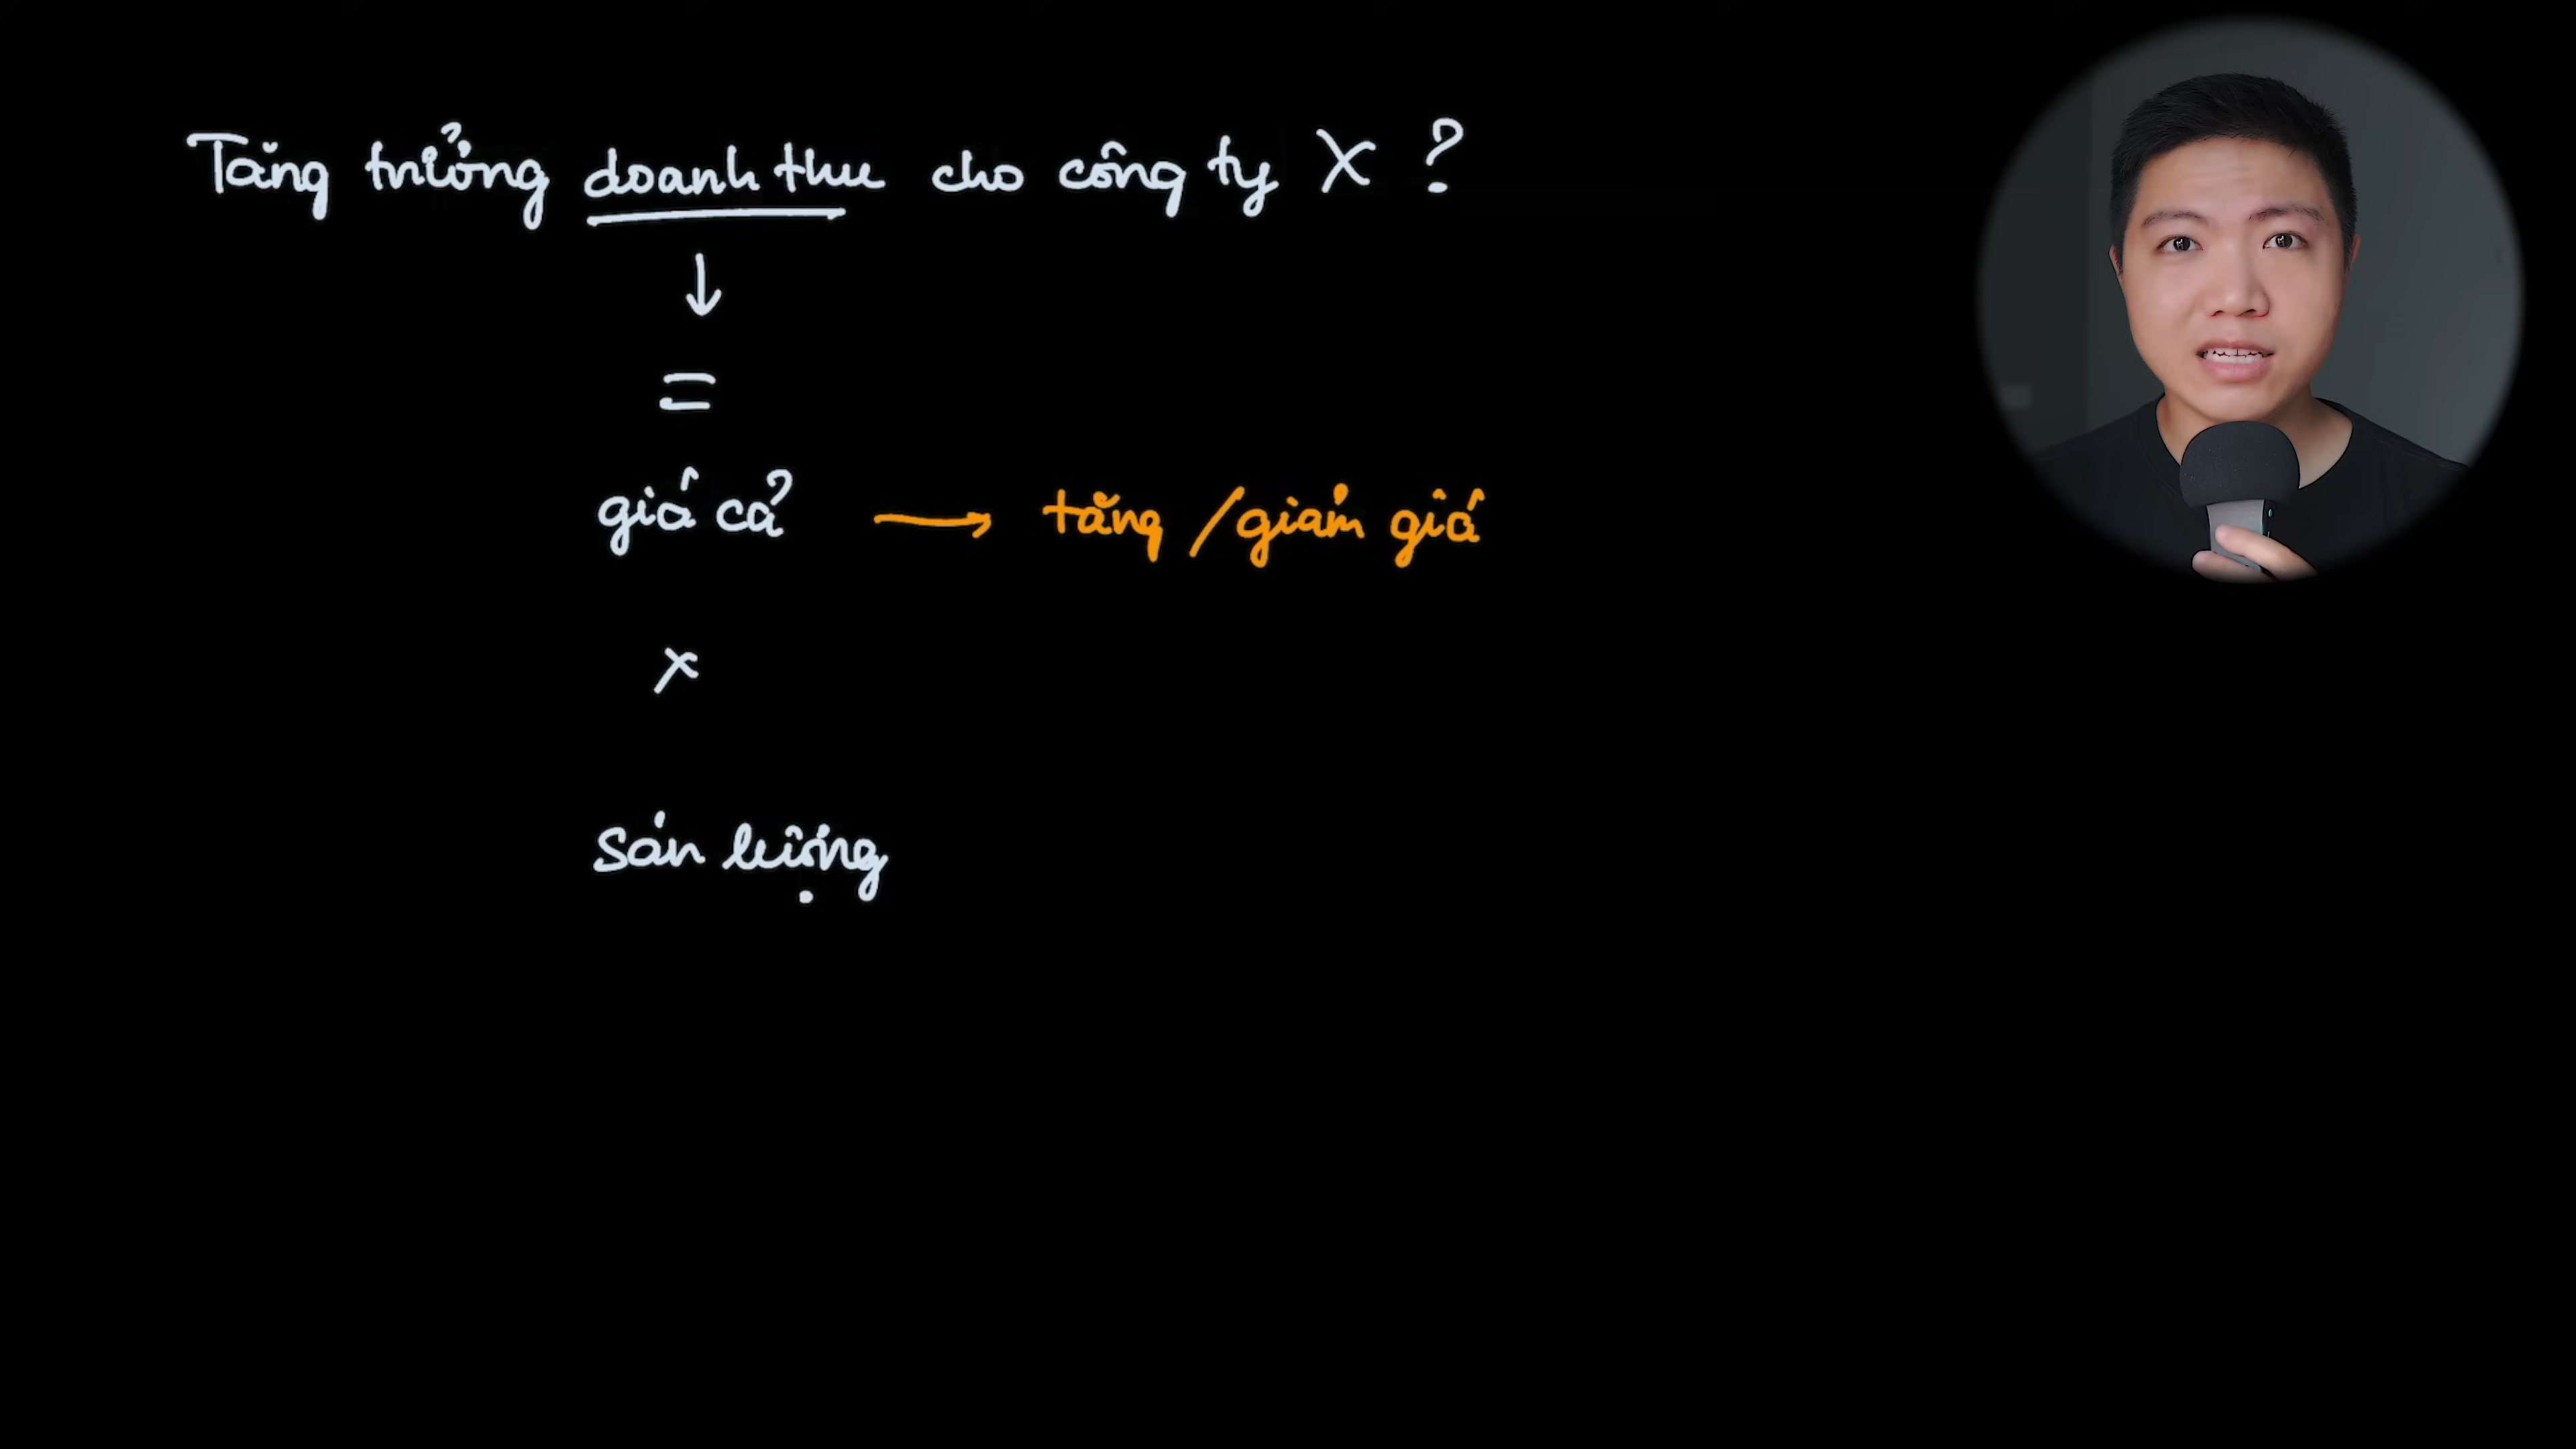 Tăng trưởng doanh thu cho công ty X ?
↓
=
giá cả → tăng / giảm giá
x
sản lượng